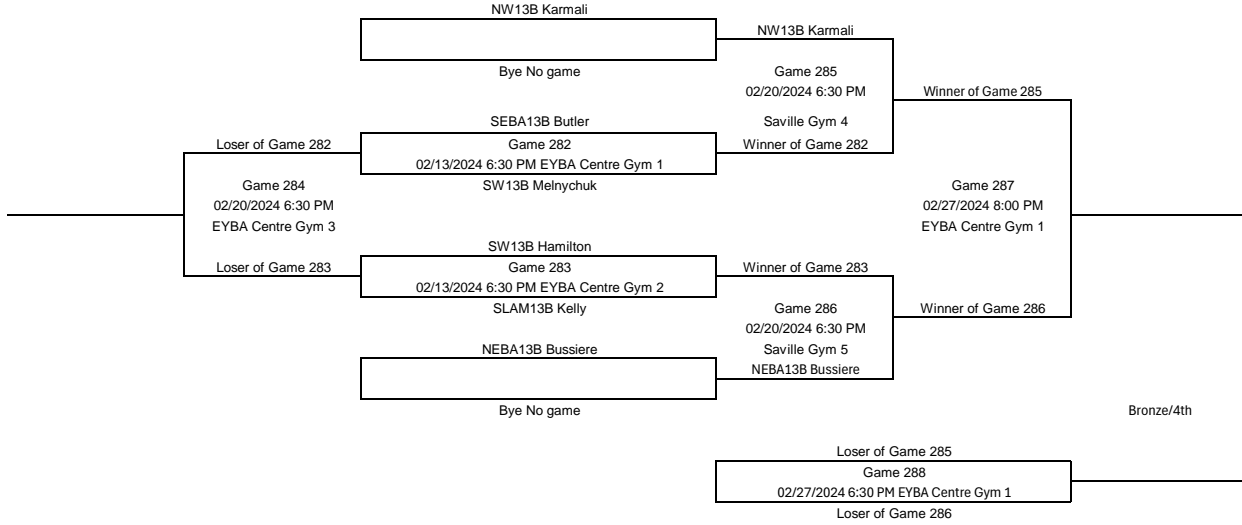 NW13B Karmali
NW13B Karmali
Bye No game
Game 285
02/20/2024 6:30 PM
Winner of Game 285
SEBA13B Butler
Saville Gym 4
Loser of Game 282
Game 282
Winner of Game 282
02/13/2024 6:30 PM EYBA Centre Gym 1
Game 284
SW13B Melnychuk
Game 287
02/20/2024 6:30 PM
02/27/2024 8:00 PM
EYBA Centre Gym 3
EYBA Centre Gym 1
SW13B Hamilton
Loser of Game 283
Game 283
Winner of Game 283
02/13/2024 6:30 PM EYBA Centre Gym 2
SLAM13B Kelly
Game 286
Winner of Game 286
02/20/2024 6:30 PM
NEBA13B Bussiere
Saville Gym 5
NEBA13B Bussiere
Bye No game
Bronze/4th
Loser of Game 285
Game 288
02/27/2024 6:30 PM EYBA Centre Gym 1
Loser of Game 286